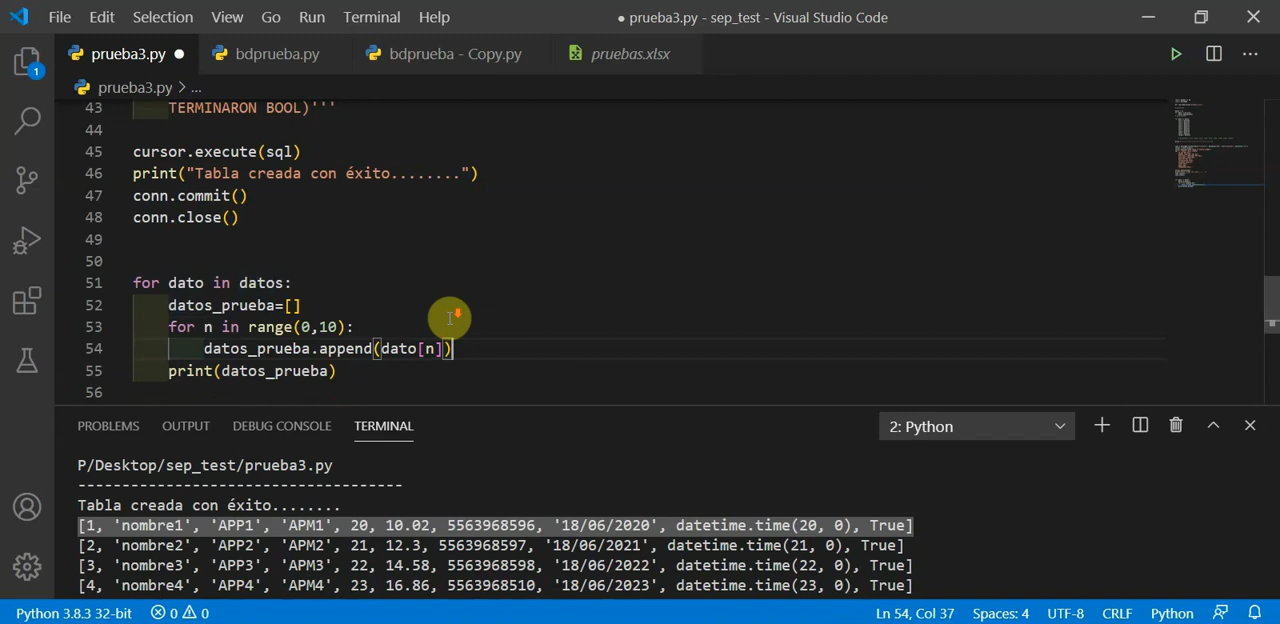 File Edit Selection View Go Run Terminal Help ● prueba3.py - sep_test - Visual Studio Code
prueba3.py ● bdprueba.py bdprueba - Copy.py pruebas.xlsx
prueba3.py > ...
43 TERMINARON BOOL)'''
44
45 cursor.execute(sql)
46 print("Tabla creada con éxito........")
47 conn.commit()
48 conn.close()
49
50
51 for dato in datos:
52 datos_prueba=[]
53 for n in range(0,10):
54 datos_prueba.append(dato[n])
55 print(datos_prueba)
56
1
PROBLEMS OUTPUT DEBUG CONSOLE TERMINAL 2: Python
P/Desktop/sep_test/prueba3.py
------------------------------------
Tabla creada con éxito........
[1, 'nombre1', 'APP1', 'APM1', 20, 10.02, 5563968596, '18/06/2020', datetime.time(20, 0), True]
[2, 'nombre2', 'APP2', 'APM2', 21, 12.3, 5563968597, '18/06/2021', datetime.time(21, 0), True]
[3, 'nombre3', 'APP3', 'APM3', 22, 14.58, 5563968598, '18/06/2022', datetime.time(22, 0), True]
[4, 'nombre4', 'APP4', 'APM4', 23, 16.86, 5563968510, '18/06/2023', datetime.time(23, 0), True]
Python 3.8.3 32-bit 0 0 Ln 54, Col 37 Spaces: 4 UTF-8 CRLF Python